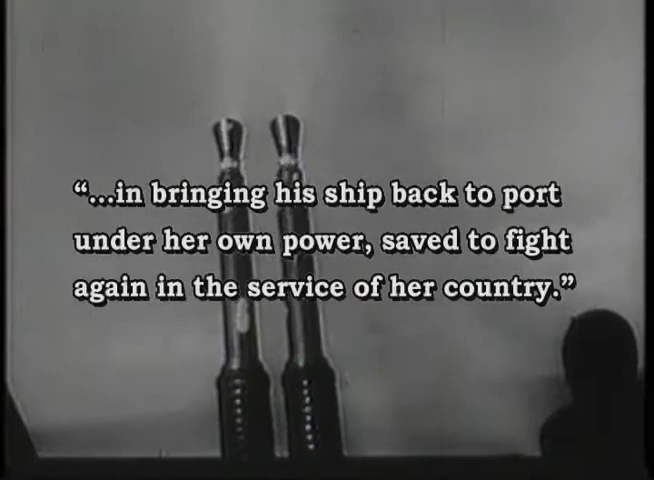 “...in bringing his ship back to port
under her own power, saved to fight
again in the service of her country.”